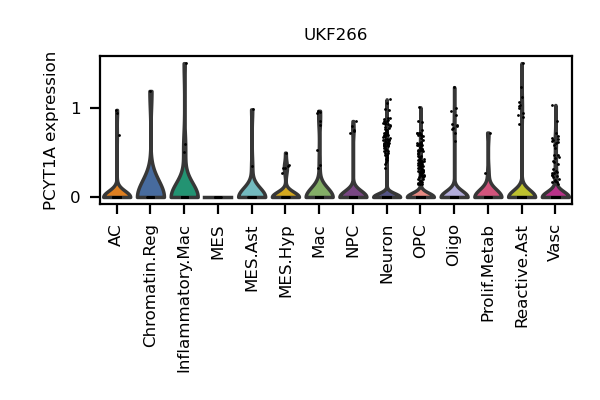 UKF266
PCYT1A expression
1
0
AC
Chromatin.Reg
Inflammatory.Mac
MES
MES.Ast
MES.Hyp
Mac
NPC
Neuron
OPC
Oligo
Prolif.Metab
Reactive.Ast
Vasc